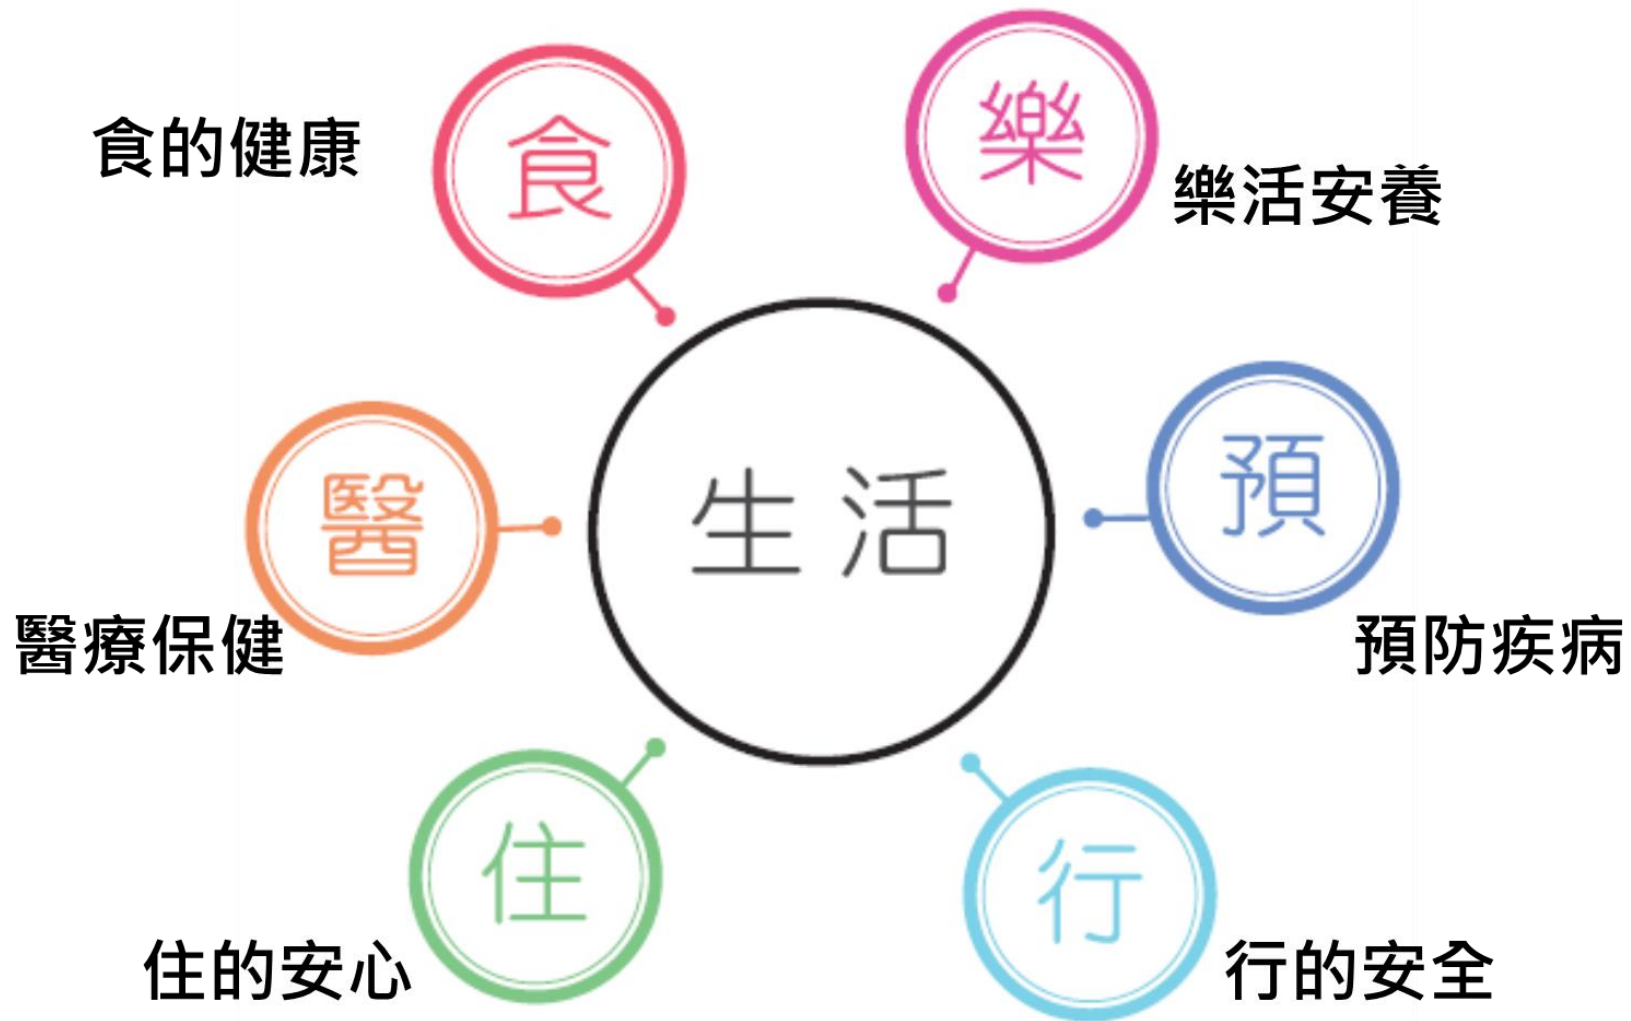 樂
食
食的健康
樂活安養
預
醫
生活
醫療保健
預防疾病
住
行
住的安心
行的安全